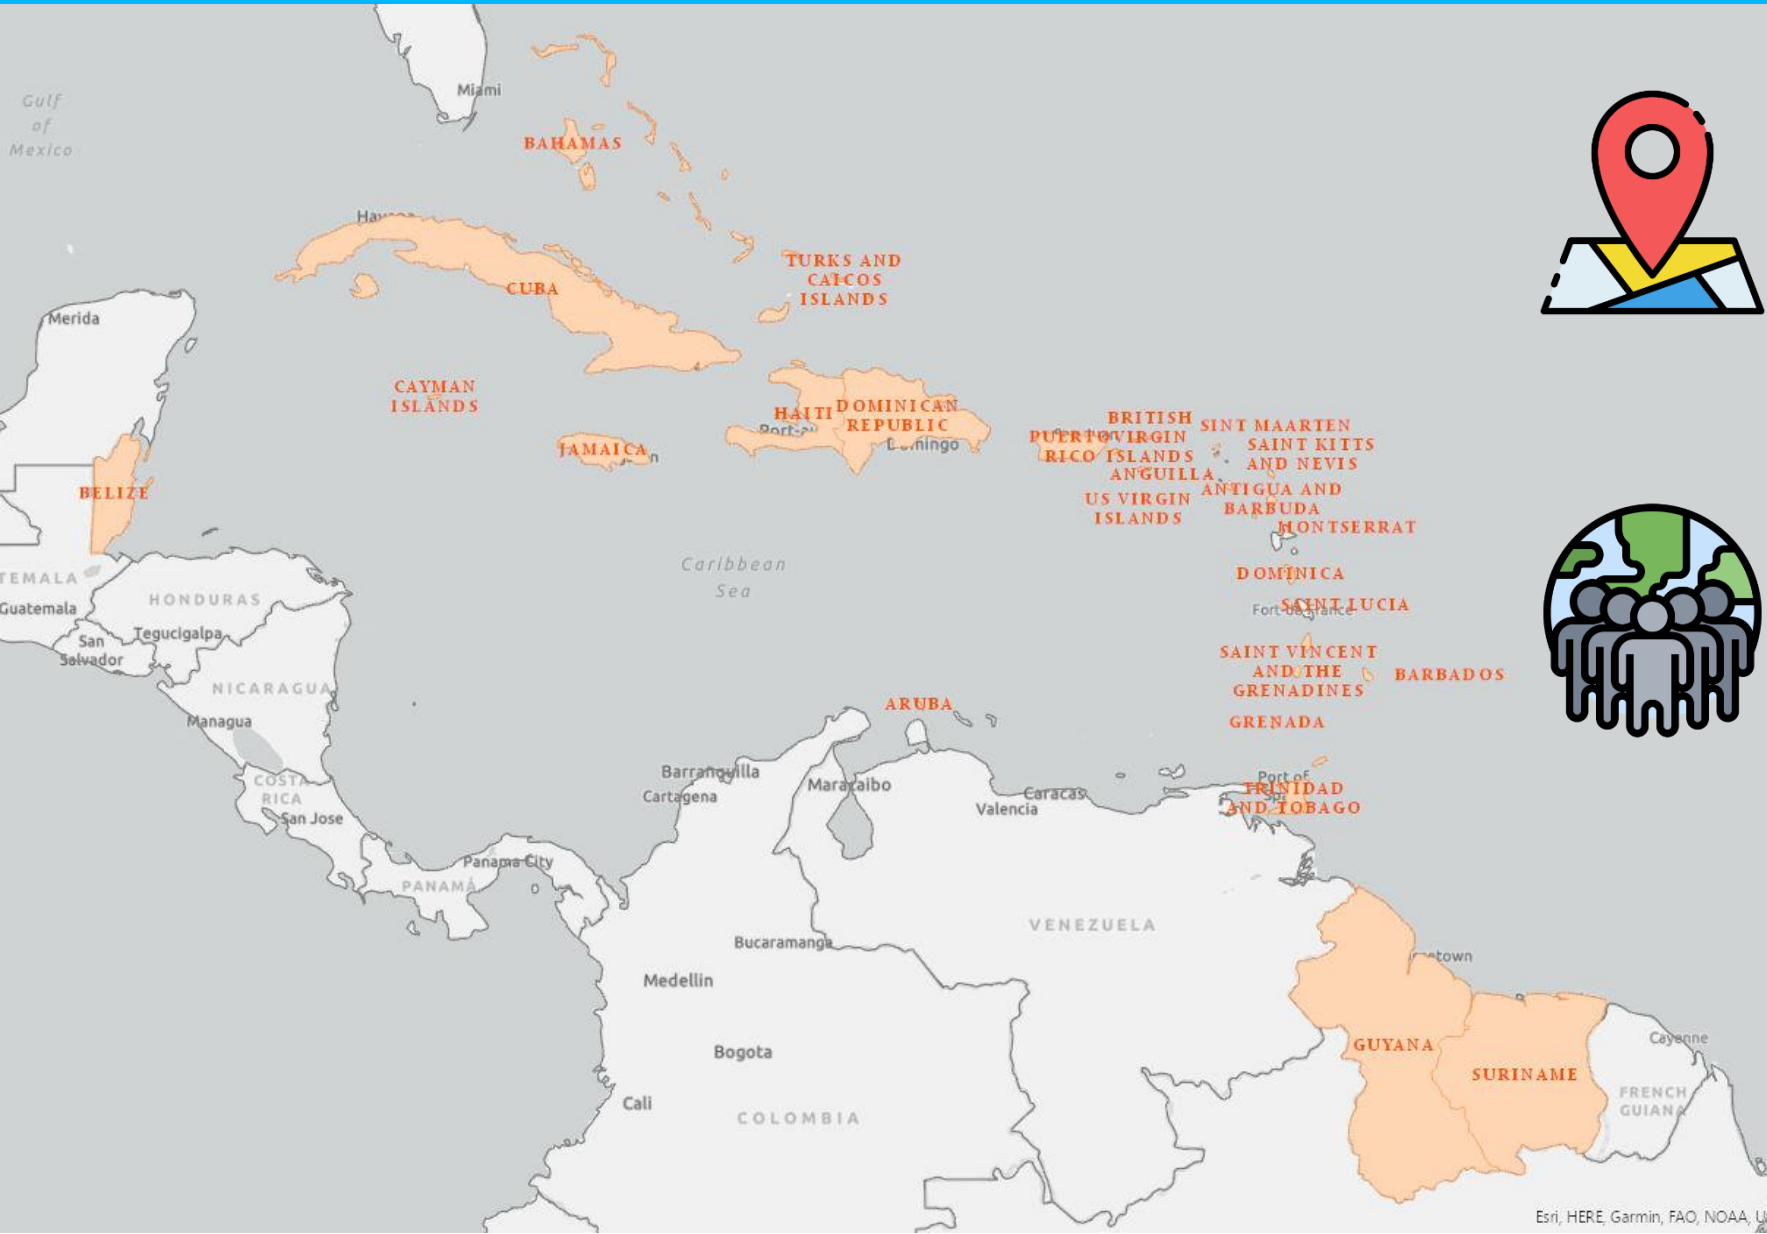 Gulf
of
Mexico
Miami
BAHAMAS
TURKS AND
CAICOS
ISLANDS
CUBA
Merida
CAYMAN
ISLANDS
JAMAICA
HAITI
DOMINICAN
REPUBLIC
PUERTO
RICO
BRITISH
VIRGIN
ISLANDS
SINT MAARTEN
SAINT KITTS
AND NEVIS
ANGUILLA
US VIRGIN
ISLANDS
ANTIGUA AND
BARBUDA
MONTSERRAT
BELIZE
Caribbean
Sea
DOMINICA
SAINT LUCIA
TEMALA
Guatemala
HONDURAS
Tegucigalpa
San
Salvador
NICARAGUA
Managua
SAINT VINCENT
AND THE
GRENADINES
BARBADOS
GRENADA
ARUBA
COSTA
RICA
San Jose
Barranquilla
Cartagena
Maracaibo
Valencia
Caracas
Port of
TRINIDAD
AND TOBAGO
Panama City
PANAMÁ
VENEZUELA
Bucaramanga
Medellin
Bogota
Cali
COLOMBIA
GUYANA
SURINAME
Cayenne
FRENCH
GUIANA
Esri, HERE, Garmin, FAO, NOAA, U